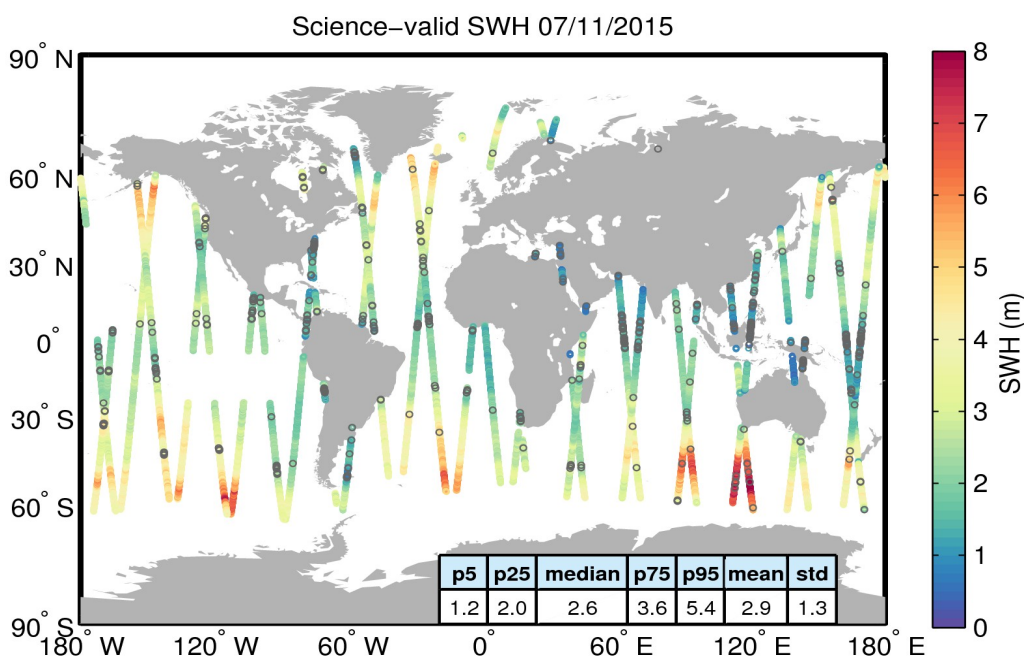 Science−valid SWH 07/11/2015
90° N
60° N
30° N
0°
30° S
60° S
90° S
180° W
120° W
60° W
0°
60° E
120° E
180° E
p5 p25 median p75 p95 mean std
1.2 2.0 2.6 3.6 5.4 2.9 1.3
8
7
6
5
4
3
2
1
0
SWH (m)